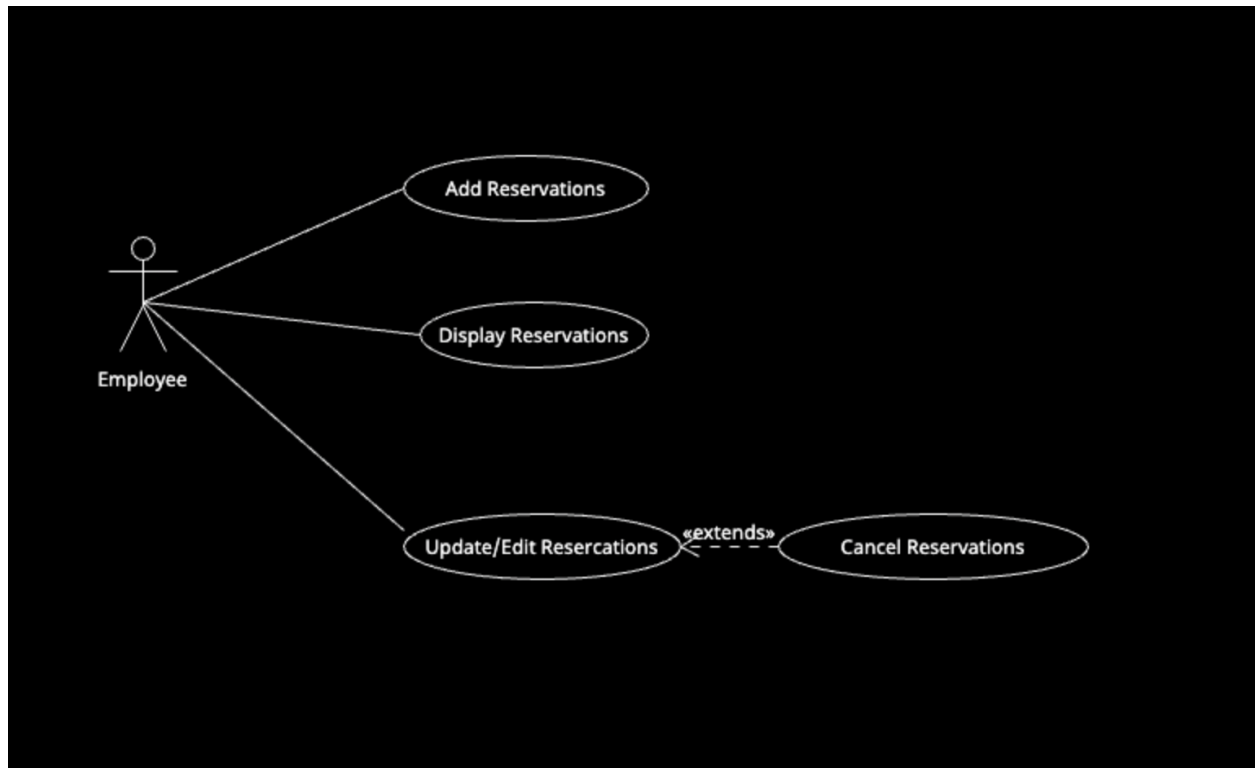 Add Reservations
Display Reservations
Employee
Update/Edit Resercations
«extends»
Cancel Reservations